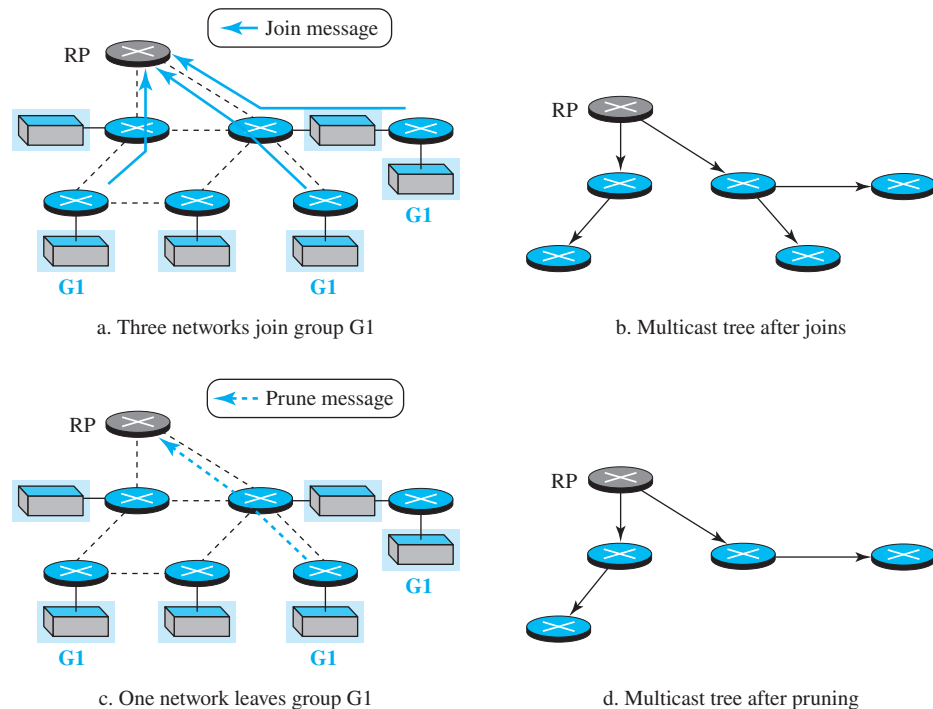 Join message
RP
RP
G1
G1
G1
a. Three networks join group G1
b. Multicast tree after joins
Prune message
RP
RP
G1
G1
G1
c. One network leaves group G1
d. Multicast tree after pruning